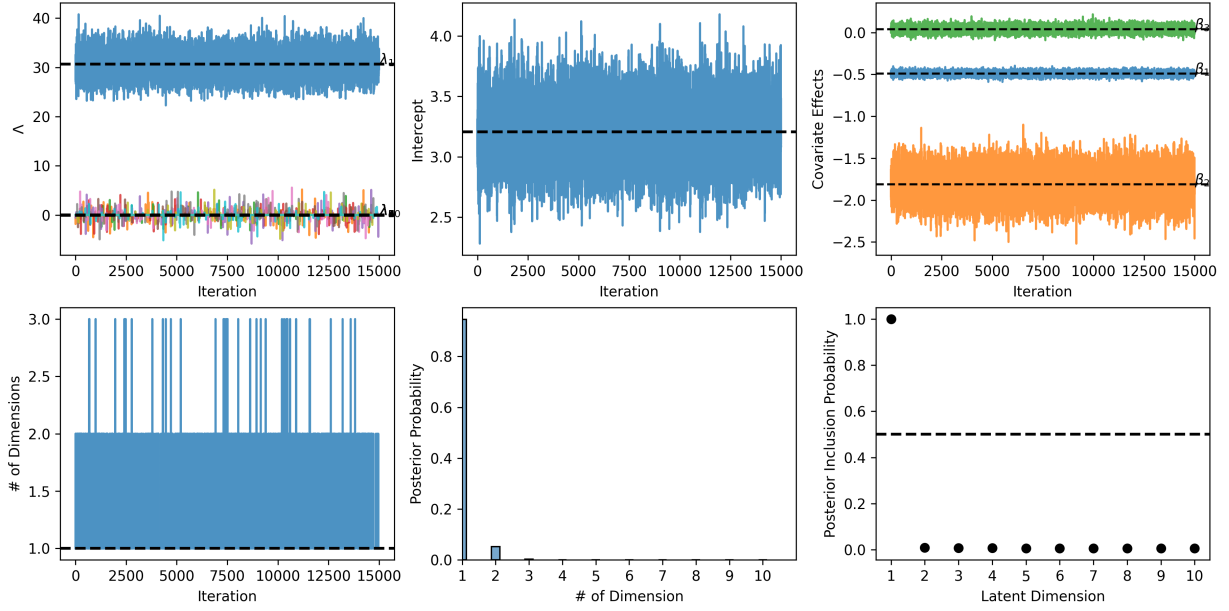 40
30
20
10
0
Λ
λ₁
0 2500 5000 7500 10000 12500 15000
Iteration
4.0
3.5
3.0
2.5
Intercept
0 2500 5000 7500 10000 12500 15000
Iteration
0.0
−0.5
−1.0
−1.5
−2.0
−2.5
Covariate Effects
β₃
β₁
β₂
0 2500 5000 7500 10000 12500 15000
Iteration
3.0
2.5
2.0
1.5
1.0
# of Dimensions
0 2500 5000 7500 10000 12500 15000
Iteration
0.8
0.6
0.4
0.2
0.0
Posterior Probability
1 2 3 4 5 6 7 8 9 10
# of Dimension
1.0
0.8
0.6
0.4
0.2
0.0
Posterior Inclusion Probability
1 2 3 4 5 6 7 8 9 10
Latent Dimension